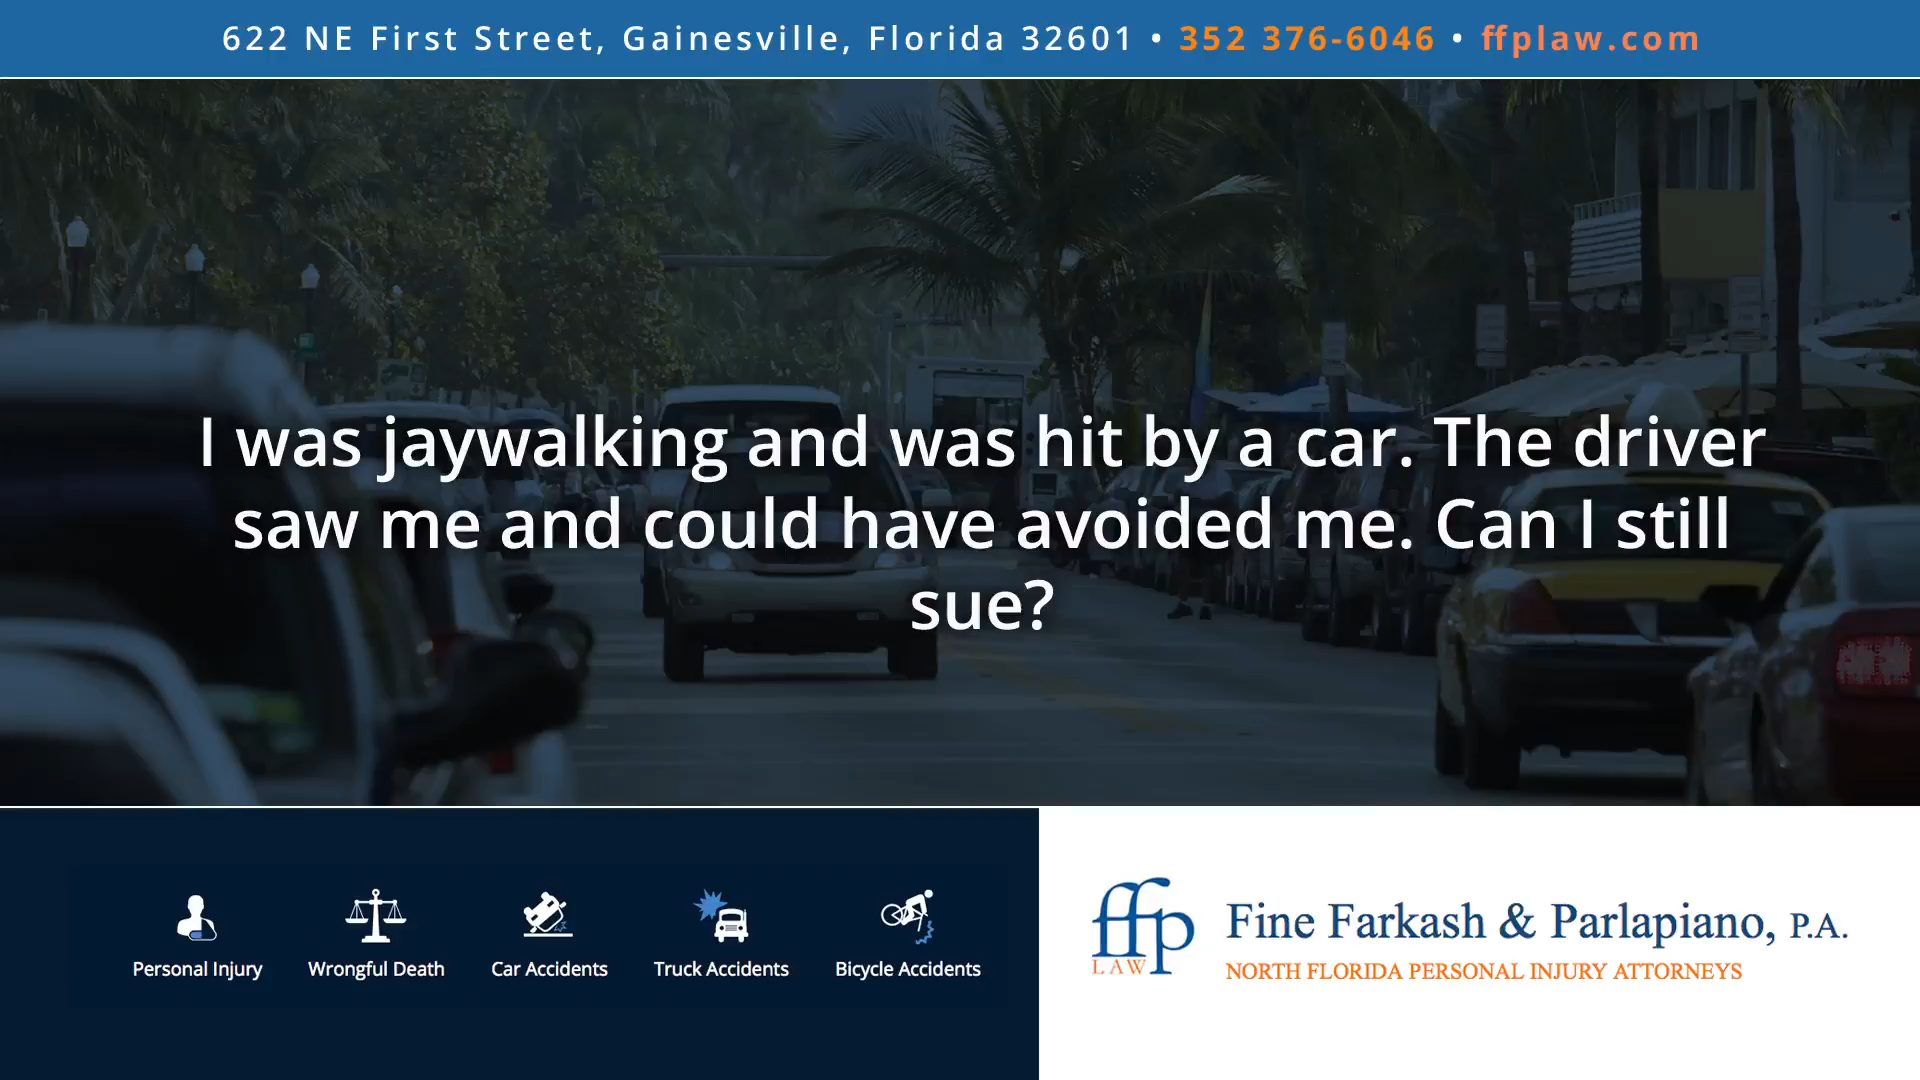 622 NE First Street, Gainesville, Florida 32601 • 352 376-6046 • ffplaw.com
I was jaywalking and was hit by a car. The driver
saw me and could have avoided me. Can I still
sue?
Personal Injury
Wrongful Death
Car Accidents
Truck Accidents
Bicycle Accidents
ffp
LAW
Fine Farkash & Parlapiano, P.A.
NORTH FLORIDA PERSONAL INJURY ATTORNEYS